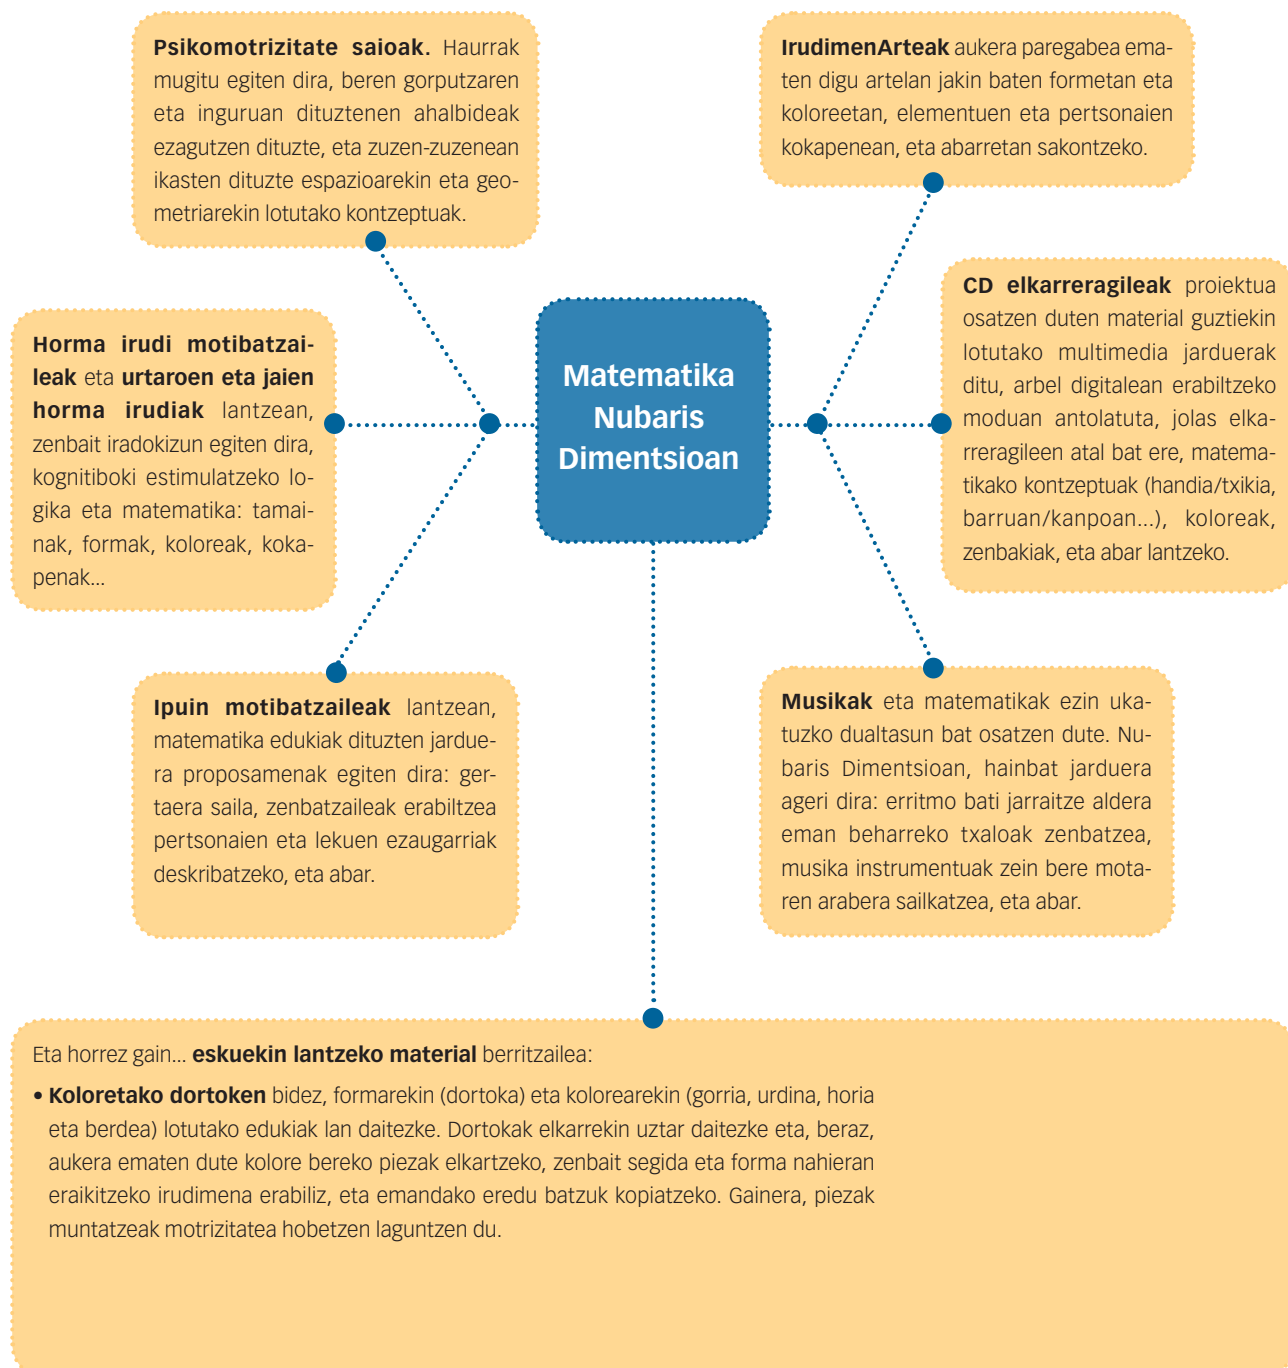 Psikomotrizitate saioak. Haurrak
mugitu egiten dira, beren gorputzaren
eta inguruan dituztenen ahalbideak
ezagutzen dituzte, eta zuzen-zuzenean
ikasten dituzte espazioarekin eta geo-
metriarekin lotutako kontzeptuak.
IrudimenArteak aukera paregabea ema-
ten digu artelan jakin baten formetan eta
koloreetan, elementuen eta pertsonaien
kokapenean, eta abarretan sakontzeko.
Horma irudi motibatzai-
leak eta urtaroen eta jaien
horma irudiak lantzean,
zenbait iradokizun egiten dira,
kognitiboki estimulatzeko lo-
gika eta matematika: tamai-
nak, formak, koloreak, koka-
penak...
Matematika
Nubaris
Dimentsioan
CD elkarreragileak proiektua
osatzen duten material guztiekin
lotutako multimedia jarduerak
ditu, arbel digitalean erabiltzeko
moduan antolatuta, jolas elka-
rreragileen atal bat ere, matema-
tikako kontzeptuak (handia/txikia,
barruan/kanpoan...), koloreak,
zenbakiak, eta abar lantzeko.
Ipuin motibatzaileak lantzean,
matematika edukiak dituzten jardue-
ra proposamenak egiten dira: ger-
taera saila, zenbatzaileak erabiltzea
pertsonaien eta lekuen ezaugarriak
deskribatzeko, eta abar.
Musikak eta matematikak ezin uka-
tuzko dualtasun bat osatzen dute. Nu-
baris Dimentsioan, hainbat jarduera
ageri dira: erritmo bati jarraitze aldera
eman beharreko txaloak zenbatzea,
musika instrumentuak zein bere mota-
ren arabera sailkatzea, eta abar.
Eta horrez gain... eskuekin lantzeko material berritzailea:
• Koloretako dortoken bidez, formarekin (dortoka) eta kolorearekin (gorria, urdina, horia
eta berdea) lotutako edukiak lan daitezke. Dortokak elkarrekin uztar daitezke eta, beraz,
aukera ematen dute kolore bereko piezak elkartzeko, zenbait segida eta forma nahieran
eraikitzeko irudimena erabiliz, eta emandako eredu batzuk kopiatzeko. Gainera, piezak
muntatzeak motrizitatea hobetzen laguntzen du.